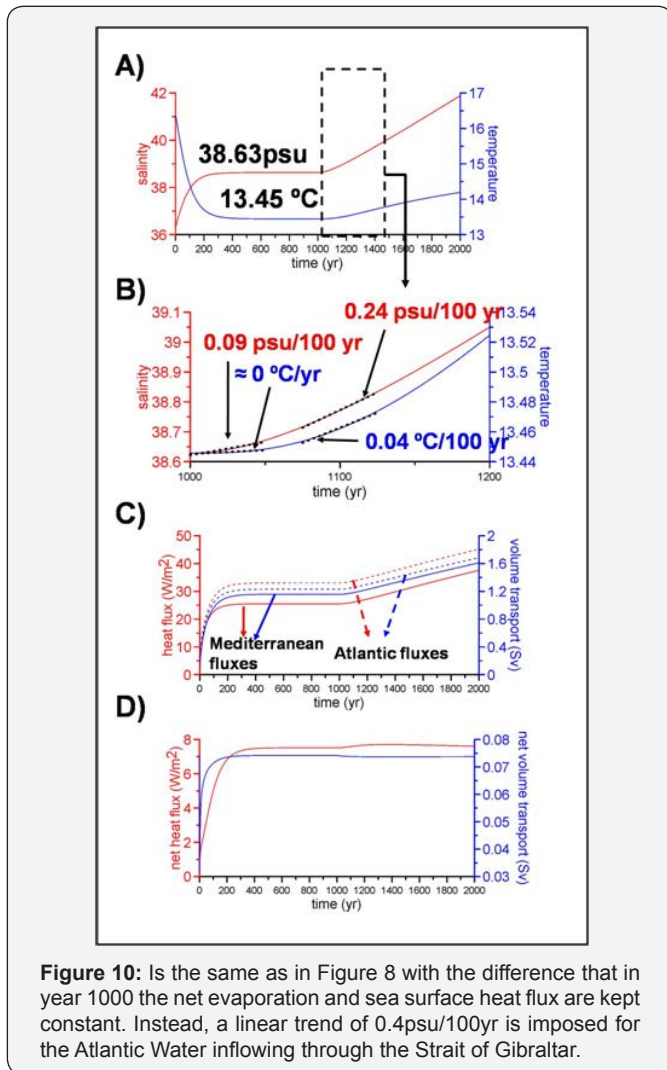 A)
42
40
38
36
salinity
38.63psu
13.45 ºC
17
16
15
14
13
temperature
0 200 400 600 800 1000 1200 1400 1600 1800 2000
time (yr)
B)
39.1
39
38.9
38.8
38.7
38.6
salinity
0.09 psu/100 yr
≈ 0 ºC/yr
0.24 psu/100 yr
0.04 ºC/100 yr
13.54
13.52
13.5
13.48
13.46
13.44
temperature
1000 1100 1200
time (yr)
C)
50
40
30
20
10
0
heat flux (W/m2)
Mediterranean
fluxes
Atlantic fluxes
2
1.6
1.2
0.8
0.4
0
volume transport (Sv)
0 200 400 600 800 1000 1200 1400 1600 1800 2000
time (yr)
D)
8
6
4
2
0
net heat flux (W/m2)
0.08
0.07
0.06
0.05
0.04
0.03
net volume transport (Sv)
0 200 400 600 800 1000 1200 1400 1600 1800 2000
time (yr)
Figure 10: Is the same as in Figure 8 with the difference that in
year 1000 the net evaporation and sea surface heat flux are kept
constant. Instead, a linear trend of 0.4psu/100yr is imposed for
the Atlantic Water inflowing through the Strait of Gibraltar.